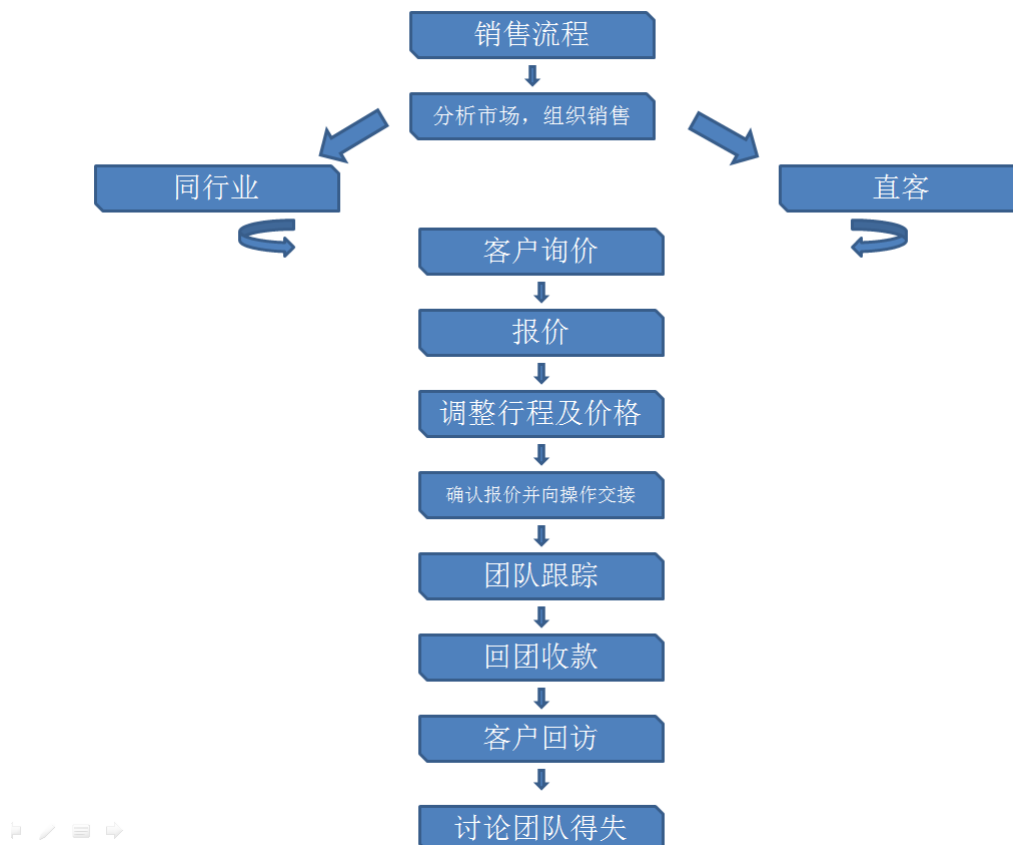 销售流程
分析市场，组织销售
同行业
直客
客户询价
报价
调整行程及价格
确认报价并向操作交接
团队跟踪
回团收款
客户回访
讨论团队得失